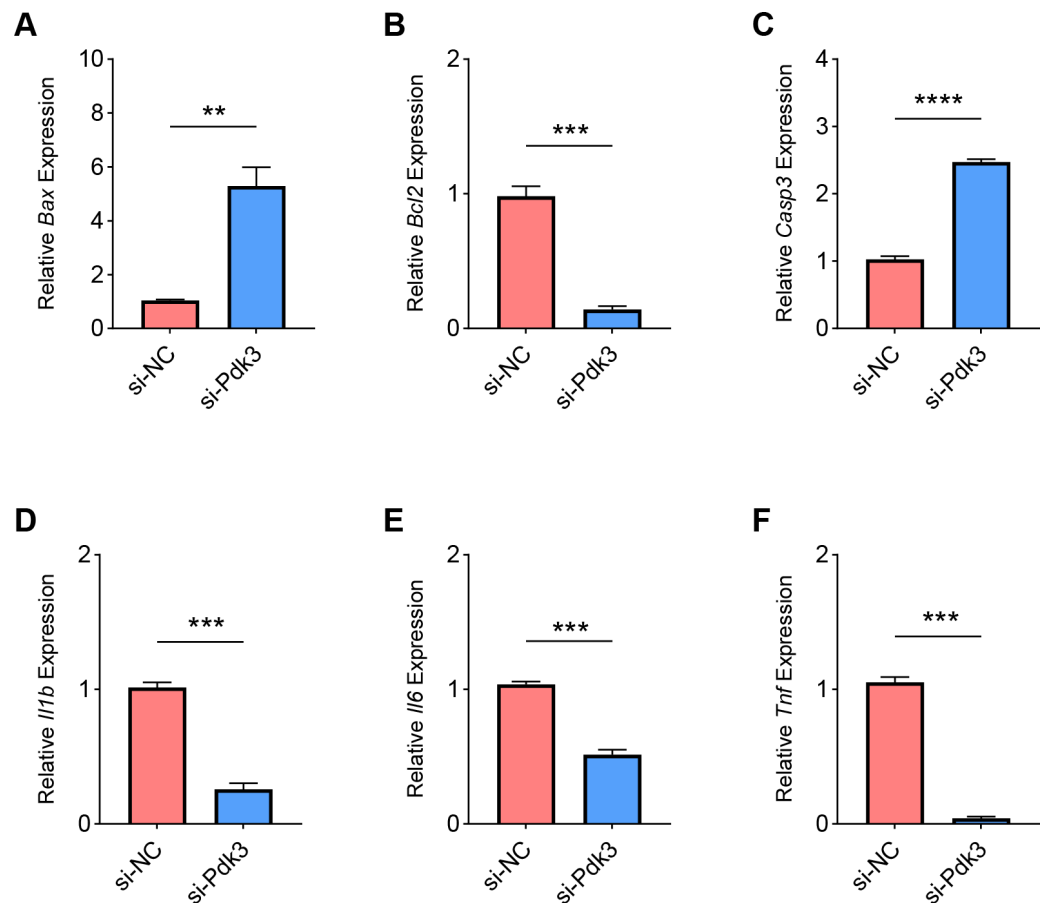 A
Relative Bax Expression
10
8
6
4
2
0
**
si-NC
si-Pdk3
B
Relative Bcl2 Expression
2
1
0
***
si-NC
si-Pdk3
C
Relative Casp3 Expression
4
3
2
1
0
****
si-NC
si-Pdk3
D
Relative Il1b Expression
2
1
0
***
si-NC
si-Pdk3
E
Relative Il6 Expression
2
1
0
***
si-NC
si-Pdk3
F
Relative Tnf Expression
2
1
0
***
si-NC
si-Pdk3